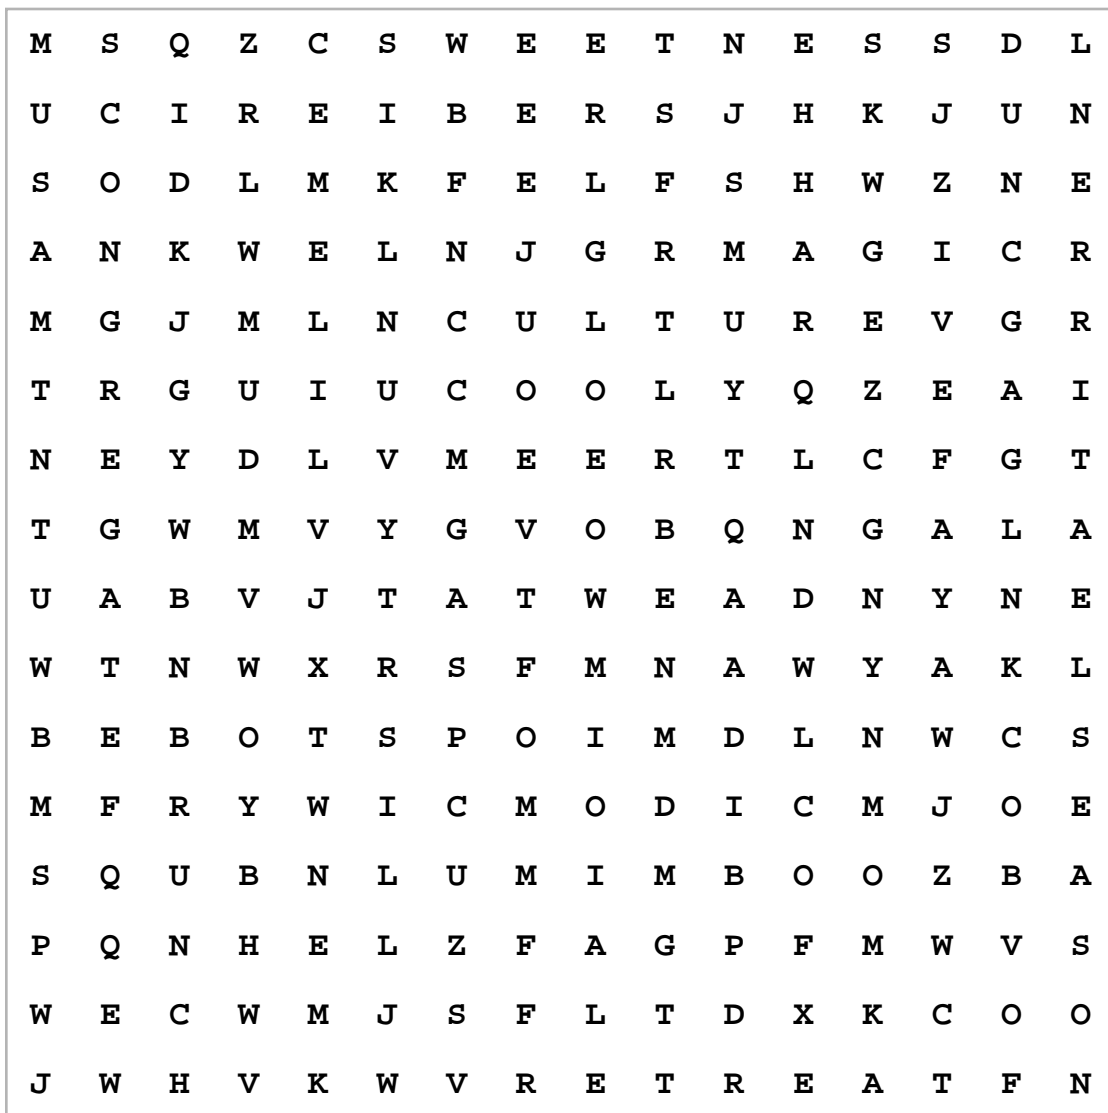 M S Q Z C S W E E T N E S S D L
U C I R E I B E R S J H K J U N
S O D L M K F E L F S H W Z N E
A N K W E L N J G R M A G I C R
M G J M L N C U L T U R E V G R
T R G U I U C O O L Y Q Z E A I
N E Y D L V M E E R T L C F G T
T G W M V Y G V O B Q N G A L A
U A B V J T A T W E A D N Y N E
W T N W X R S F M N A W Y A K L
B E B O T S P O I M D L N W C S
M F R Y W I C M O D I C M J O E
S Q U B N L U M I M B O O Z B A
P Q N H E L Z F A G P F M W V S
W E C W M J S F L T D X K C O O
J W H V K W V R E T R E A T F N